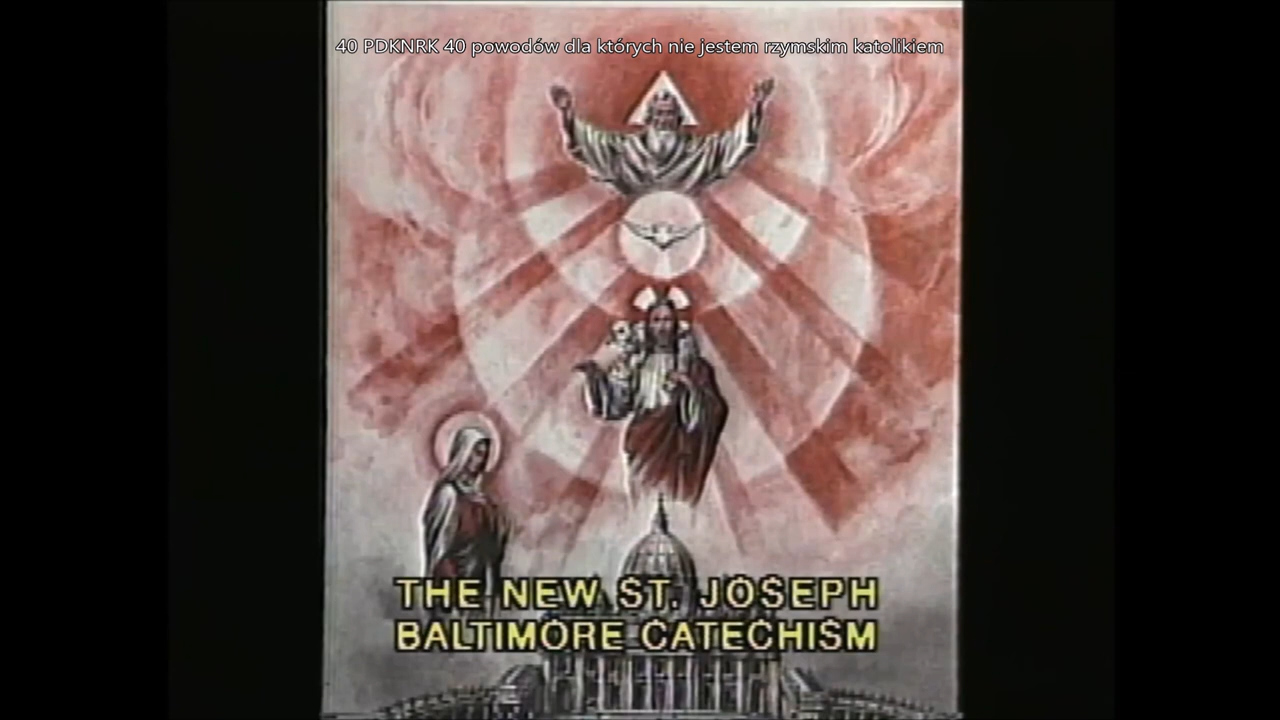 40 PDKNRK 40 powodów dla których nie jestem rzymskim katolikiem
THE NEW ST. JOSEPH
BALTIMORE CATECHISM